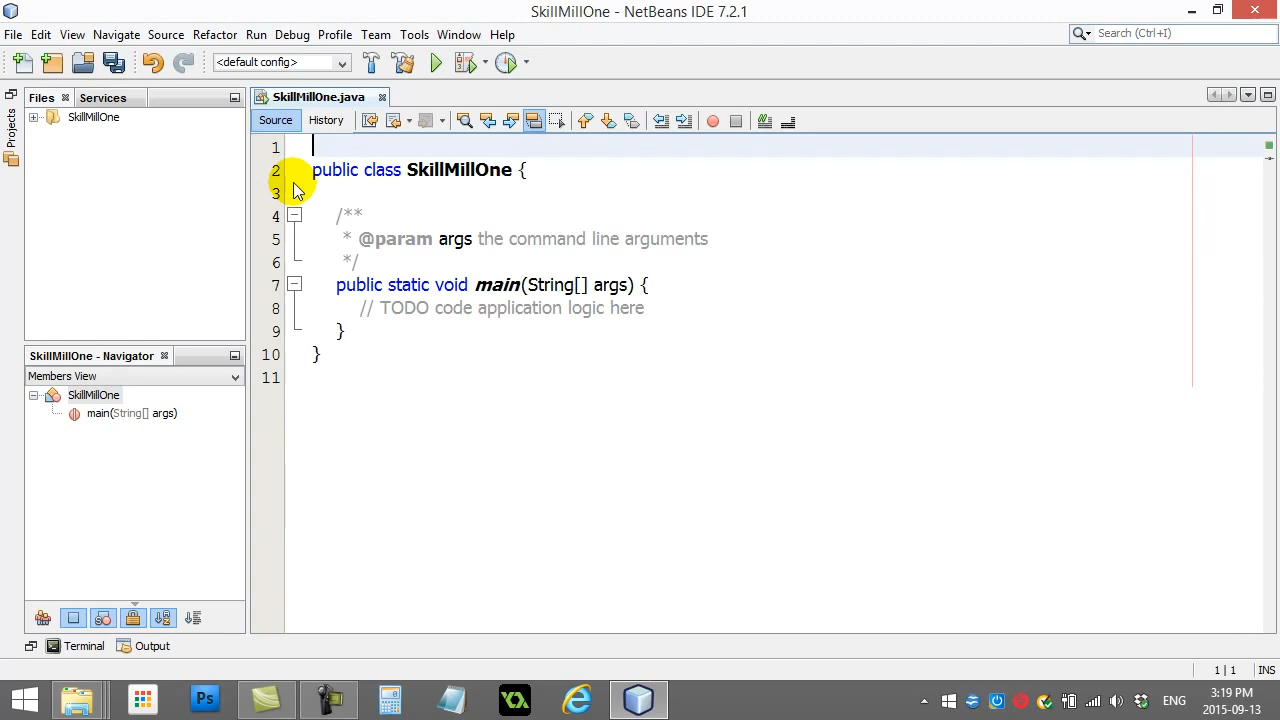 SkillMillOne - NetBeans IDE 7.2.1
File Edit View Navigate Source Refactor Run Debug Profile Team Tools Window Help
Search (Ctrl+I)
<default config>
Projects
Files Services
SkillMillOne
SkillMillOne.java
Source History
1
2 public class SkillMillOne {
3
4 /**
5 * @param args the command line arguments
6 */
7 public static void main(String[] args) {
8 // TODO code application logic here
9 }
10 }
11
SkillMillOne - Navigator
Members View
SkillMillOne
main(String[] args)
Terminal Output
1 | 1 INS
Ps
ENG
3:19 PM
2015-09-13